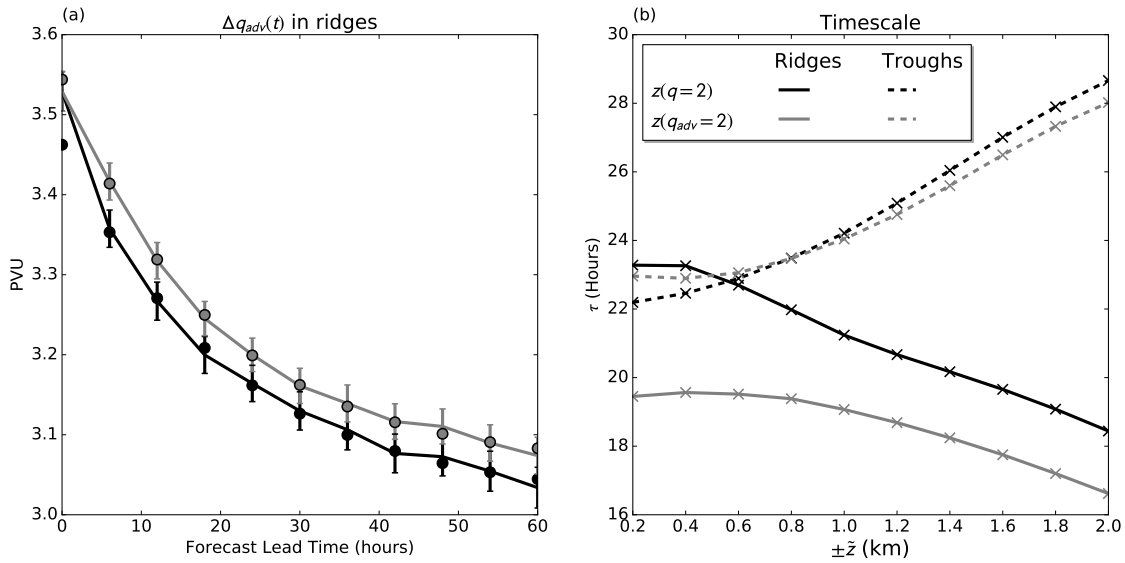 (a)
Δq_adv(t) in ridges
3.6
3.5
3.4
3.3
3.2
3.1
3.0
PVU
0 10 20 30 40 50 60
Forecast Lead Time (hours)
(b)
Timescale
Ridges Troughs
z(q=2)
z(q_adv=2)
30
28
26
24
22
20
18
16
τ (Hours)
0.2 0.4 0.6 0.8 1.0 1.2 1.4 1.6 1.8 2.0
±z̃ (km)